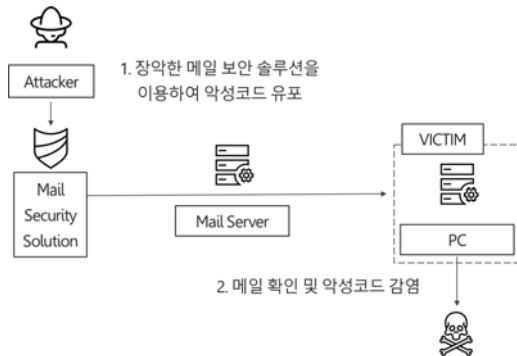 Attacker
1. 장악한 메일 보안 솔루션을
이용하여 악성코드 유포
Mail
Security
Solution
Mail Server
VICTIM
PC
2. 메일 확인 및 악성코드 감염